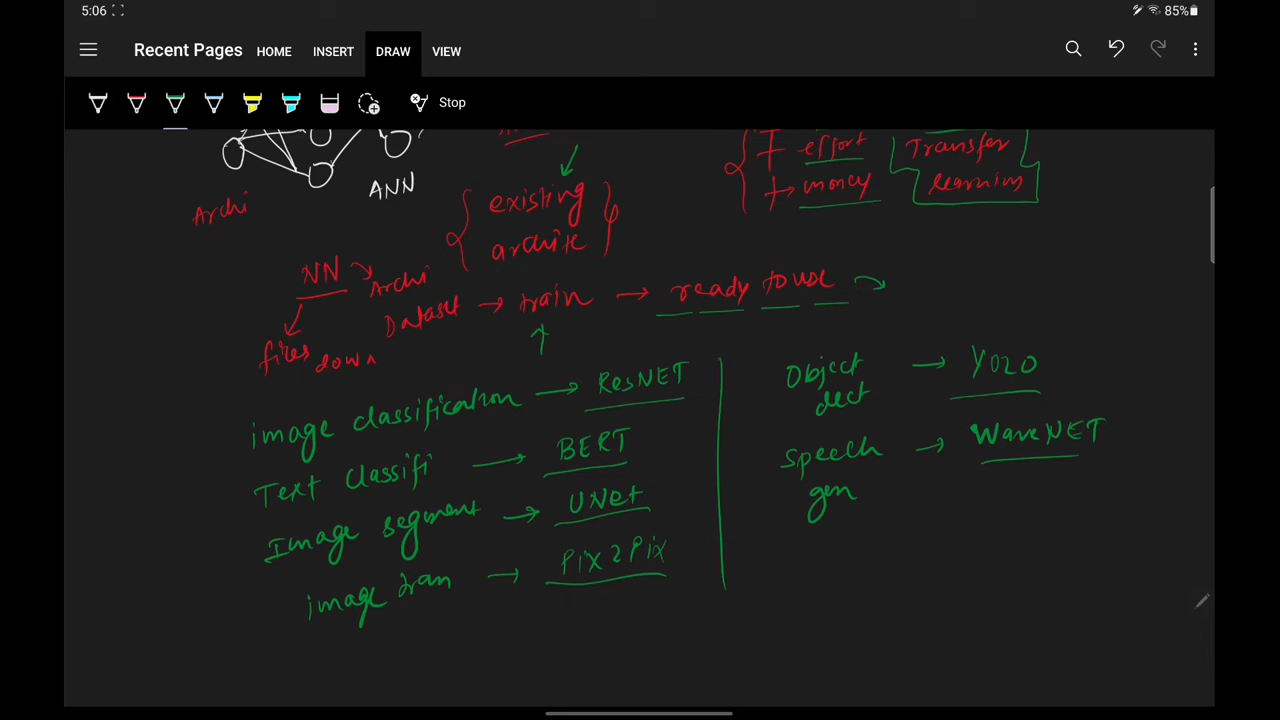 5:06 85%
Recent Pages HOME INSERT DRAW VIEW
Stop
ANN
Archi
existing
archite
effort
money
Transfer
learning
NN → Archi
fires down
Dataset → train → ready to use
image classification → ResNET
Text classifi → BERT
Image segment → UNet
image tran → Pix2Pix
Object → YOLO
dect
speech → WaveNET
gen